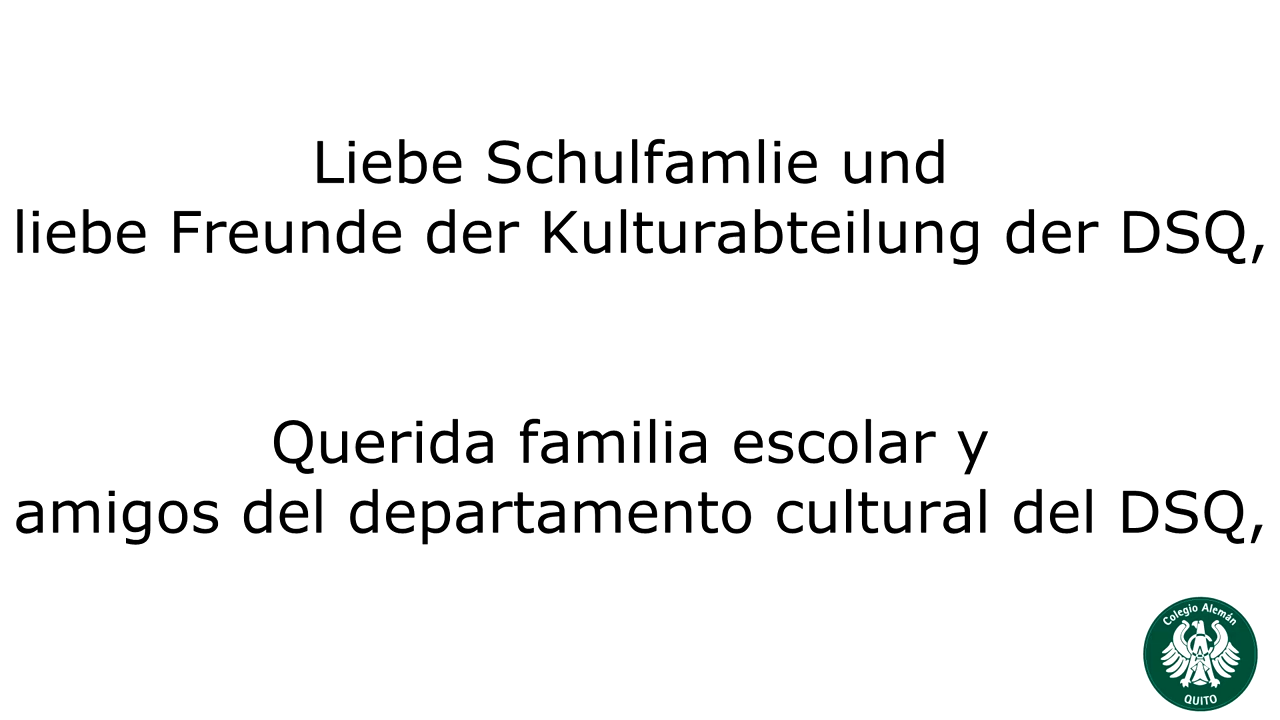 Liebe Schulfamlie und
liebe Freunde der Kulturabteilung der DSQ,
Querida familia escolar y
amigos del departamento cultural del DSQ,
Colegio Alemán
QUITO